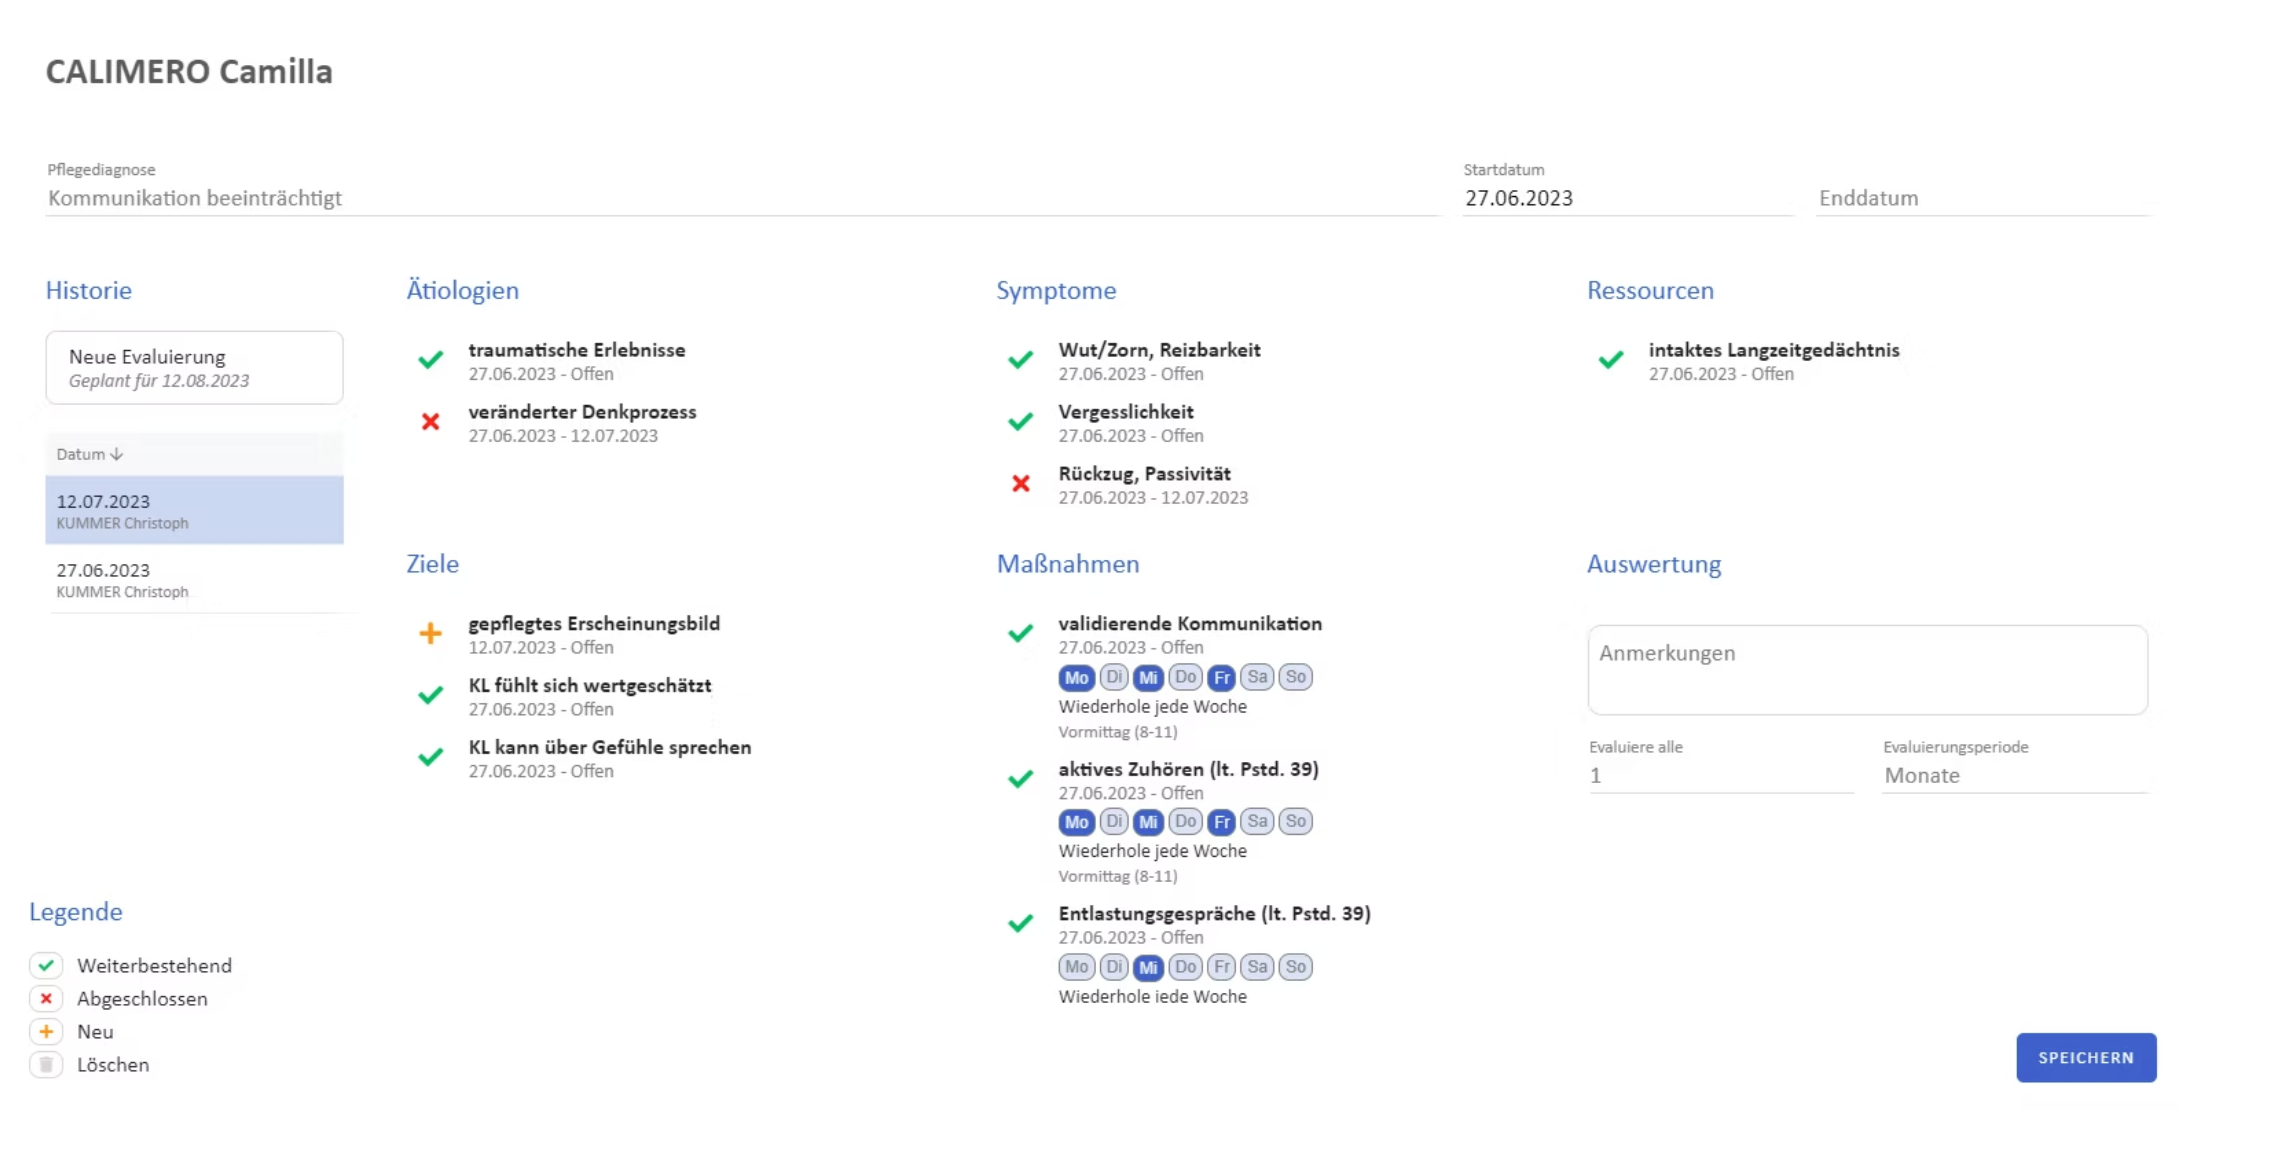 CALIMERO Camilla
Pflegediagnose
Kommunikation beeinträchtigt
Startdatum
27.06.2023
Enddatum
Historie
Neue Evaluierung
Geplant für 12.08.2023
Datum
12.07.2023
KUMMER Christoph
27.06.2023
KUMMER Christoph
Ätiologien
traumatische Erlebnisse
27.06.2023 - Offen
veränderter Denkprozess
27.06.2023 - 12.07.2023
Symptome
Wut/Zorn, Reizbarkeit
27.06.2023 - Offen
Vergesslichkeit
27.06.2023 - Offen
Rückzug, Passivität
27.06.2023 - 12.07.2023
Ressourcen
intaktes Langzeitgedächtnis
27.06.2023 - Offen
Ziele
gepflegtes Erscheinungsbild
12.07.2023 - Offen
KL fühlt sich wertgeschätzt
27.06.2023 - Offen
KL kann über Gefühle sprechen
27.06.2023 - Offen
Maßnahmen
validierende Kommunikation
27.06.2023 - Offen
Mo Di Mi Do Fr Sa So
Wiederhole jede Woche
Vormittag (8-11)
aktives Zuhören (lt. Pstd. 39)
27.06.2023 - Offen
Mo Di Mi Do Fr Sa So
Wiederhole jede Woche
Vormittag (8-11)
Entlastungsgespräche (lt. Pstd. 39)
27.06.2023 - Offen
Mo Di Mi Do Fr Sa So
Wiederhole jede Woche
Auswertung
Anmerkungen
Evaluiere alle
1
Evaluierungsperiode
Monate
Legende
Weiterbestehend
Abgeschlossen
Neu
Löschen
SPEICHERN